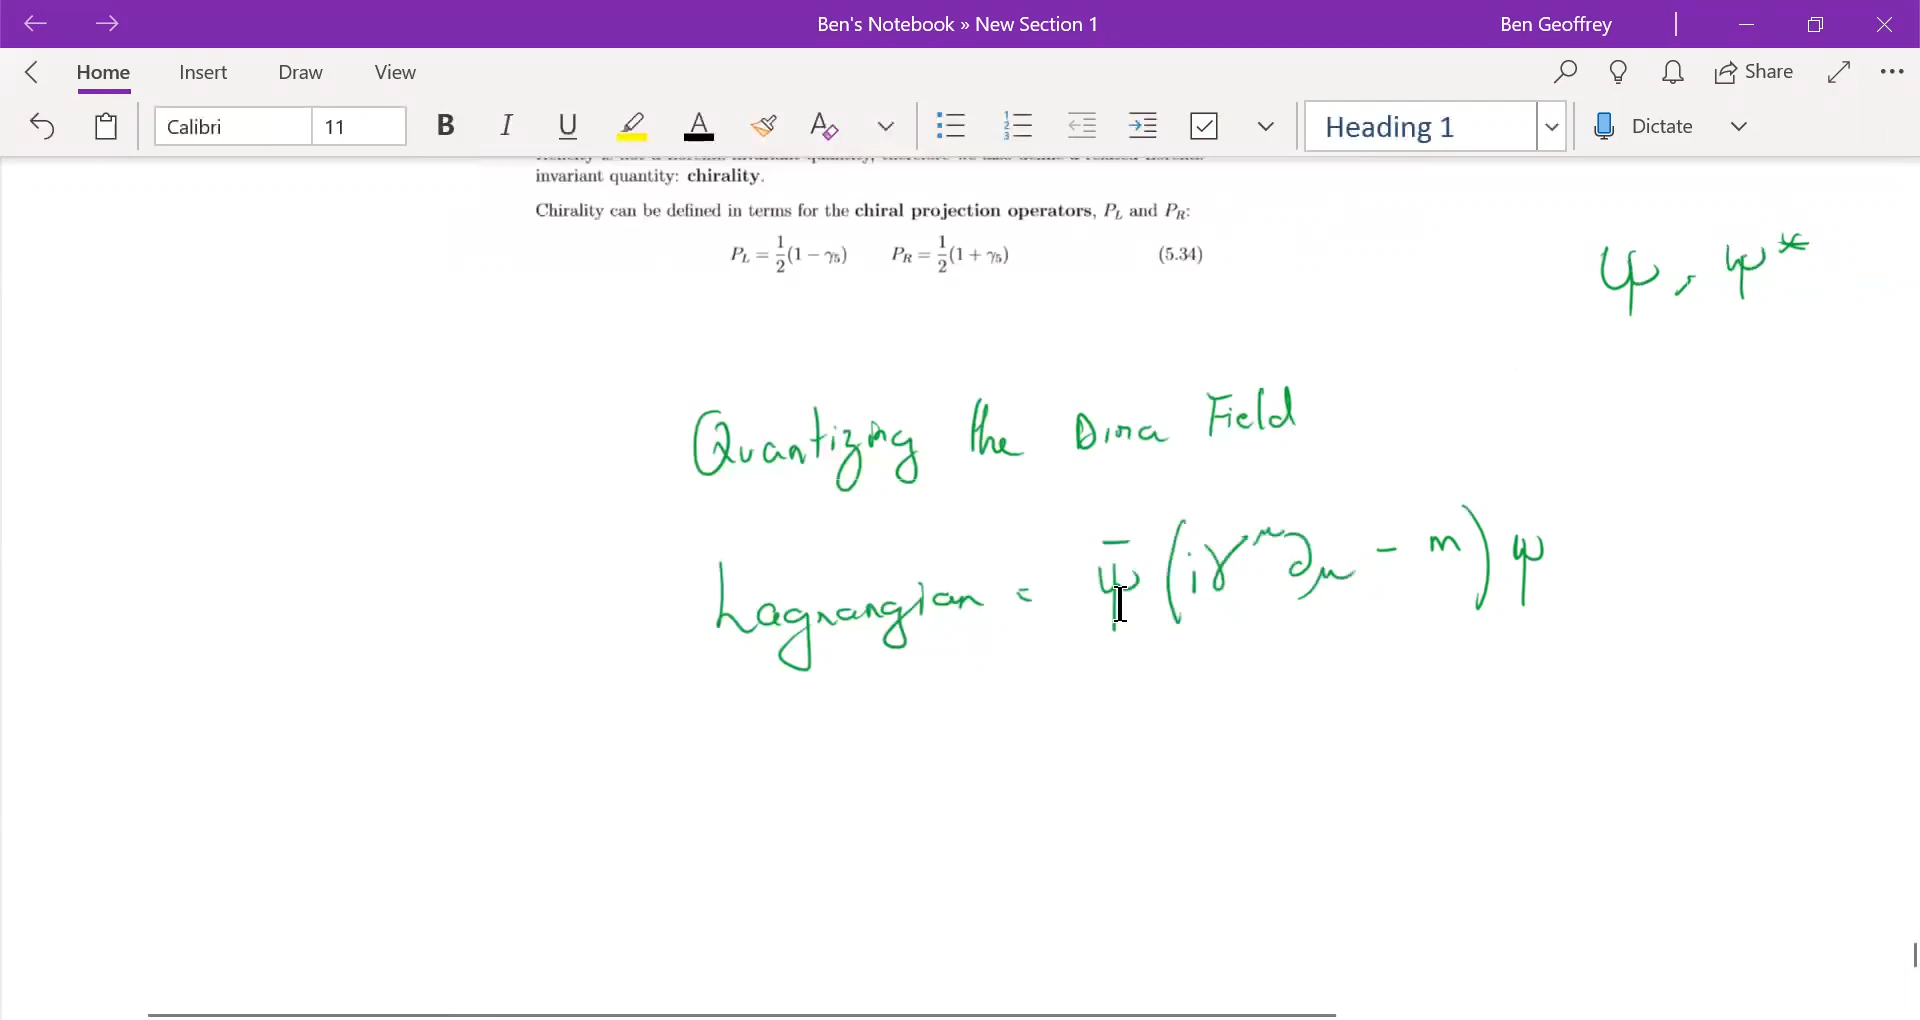 Ben's Notebook » New Section 1
Ben Geoffrey
Home Insert Draw View
Share
Calibri 11 B I U A A Heading 1 Dictate
invariant quantity: chirality.
Chirality can be defined in terms for the chiral projection operators, P_L and P_R:
P_L = 1/2(1 − γ₅) P_R = 1/2(1 + γ₅) (5.34)
ψ, ψ*
Quantizing the Dirac Field
Lagrangian = ψ̄ (iγ^μ ∂_μ − m) ψ